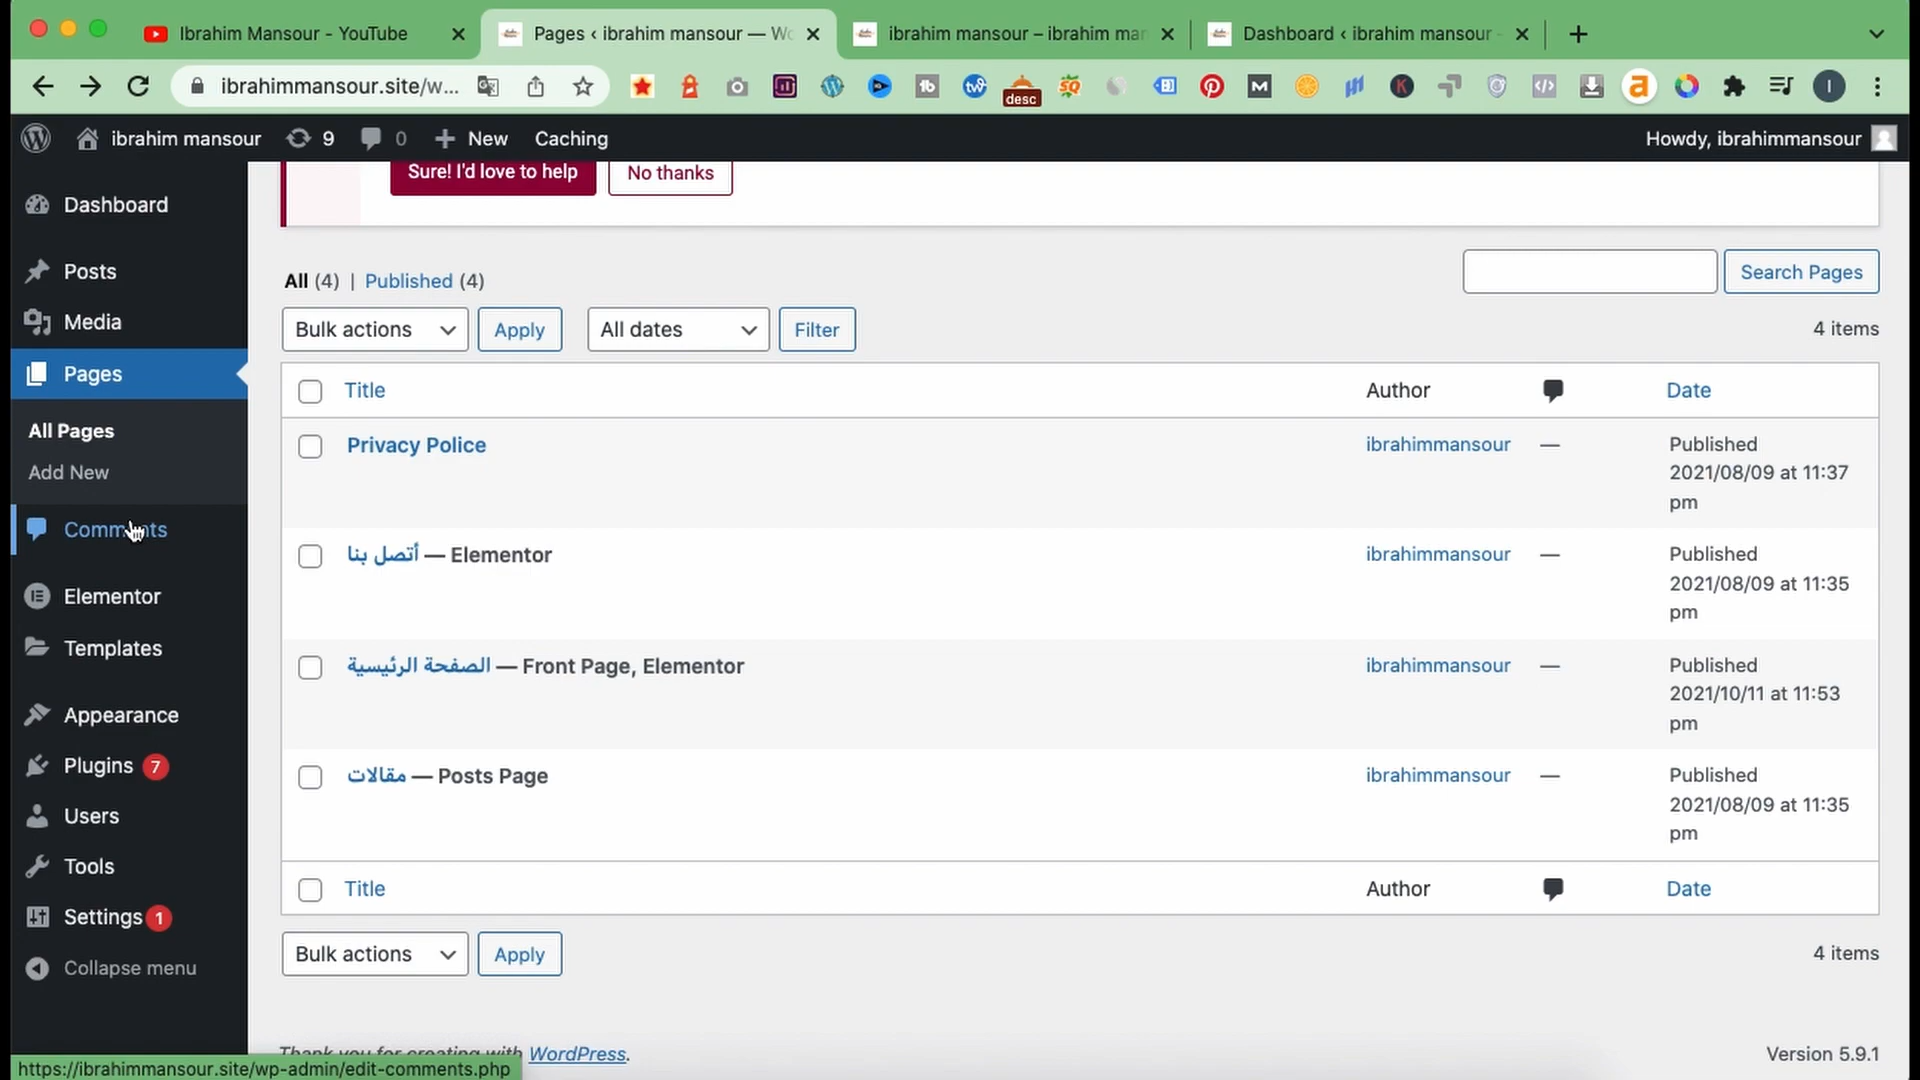 Ibrahim Mansour - YouTube
Pages ‹ ibrahim mansour — Wo
ibrahim mansour – ibrahim mar
Dashboard ‹ ibrahim mansour -
ibrahimmansour.site/w...
desc
ibrahim mansour 9 0 New Caching Howdy, ibrahimmansour
Dashboard
Posts
Media
Pages
All Pages
Add New
Comments
Elementor
Templates
Appearance
Plugins 7
Users
Tools
Settings 1
Collapse menu
Sure! I'd love to help No thanks
All (4) | Published (4) Search Pages
Bulk actions Apply All dates Filter 4 items
Title Author Date
Privacy Police ibrahimmansour — Published
2021/08/09 at 11:37
pm
أتصل بنا — Elementor ibrahimmansour — Published
2021/08/09 at 11:35
pm
الصفحة الرئيسية — Front Page, Elementor ibrahimmansour — Published
2021/10/11 at 11:53
pm
مقالات — Posts Page ibrahimmansour — Published
2021/08/09 at 11:35
pm
Title Author Date
Bulk actions Apply 4 items
Thank you for creating with WordPress. Version 5.9.1
https://ibrahimmansour.site/wp-admin/edit-comments.php